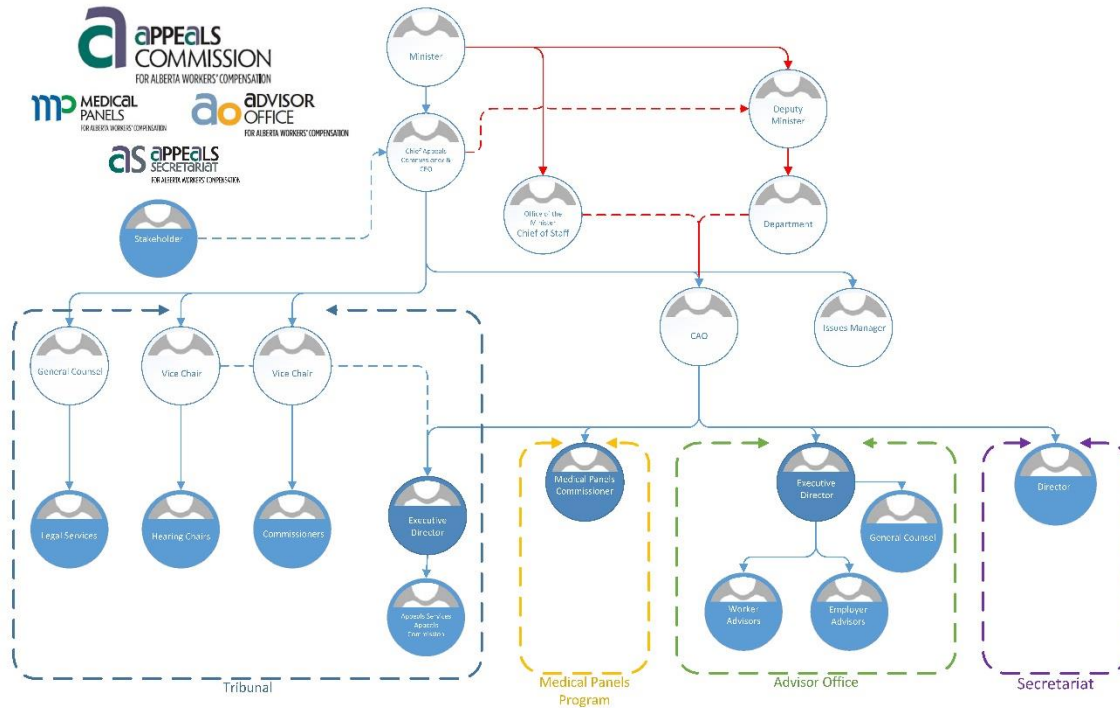 aPPeaLS
COMMISSION
FOR ALBERTA WORKERS' COMPENSATION
mp MEDICAL
PANELS
FOR ALBERTA WORKERS' COMPENSATION
ao aDVISOR
OFFICE
FOR ALBERTA WORKERS' COMPENSATION
as aPPeaLS
SECRETARIAT
FOR ALBERTA WORKERS' COMPENSATION
Minister
Deputy
Minister
Chief Appeals
Commissioner &
CEO
Stakeholder
Office of the
Minister
Chief of Staff
Department
CAO
Issues Manager
General Counsel
Vice Chair
Vice Chair
Legal Services
Hearing Chairs
Commissioners
Executive
Director
Appeals Services
Appeals
Commission
Medical Panels
Commissioner
Executive
Director
General Counsel
Worker
Advisors
Employer
Advisors
Director
Tribunal
Medical Panels
Program
Advisor Office
Secretariat